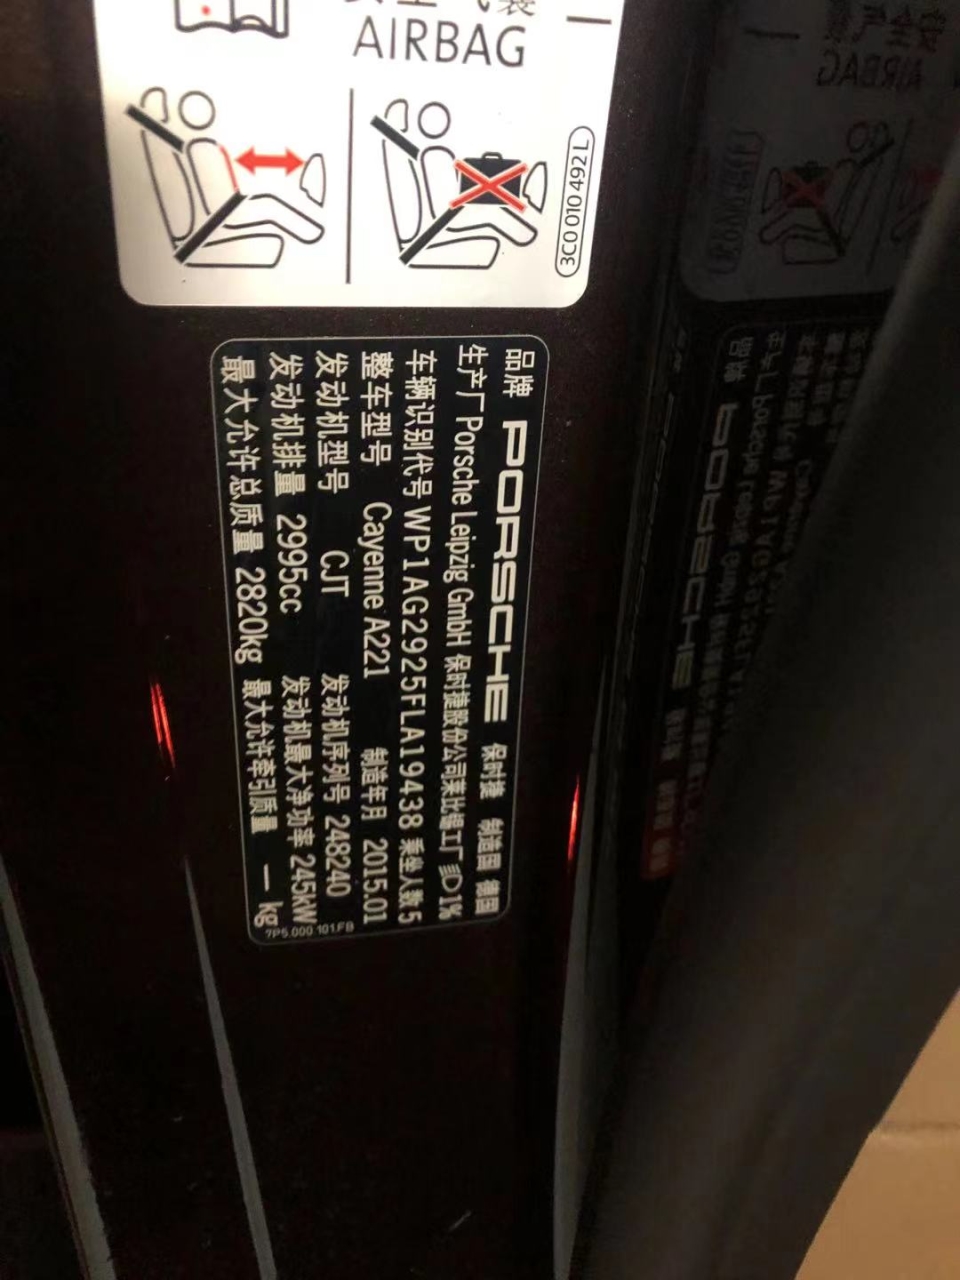 AIRBAG
3C0 010 492 L
品牌 PORSCHE 保时捷 制造国 德国
生产厂 Porsche Leipzig GmbH 保时捷股份公司莱比锡工厂
车辆识别代号 WP1AG2925FLA19438 乘坐人数 5
整车型号 Cayenne A221 制造年月 2015.01
发动机型号 CJT 发动机序列号 248240
发动机排量 2995cc 发动机最大净功率 245kW
最大允许总质量 2820kg 最大允许牵引质量 — kg
7P5.000 101.FB